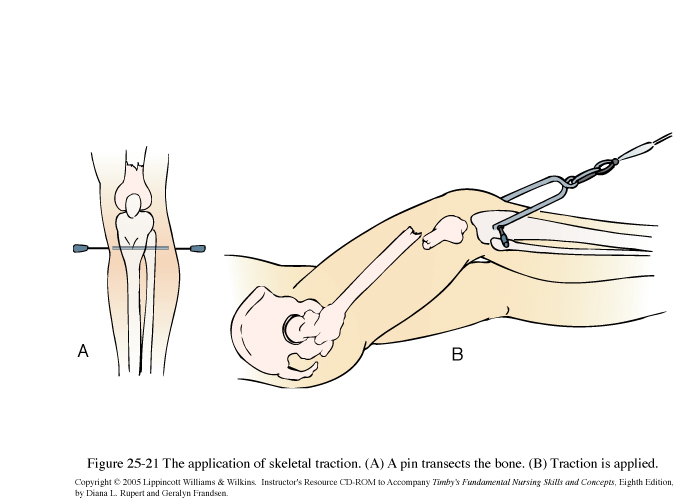 A
B
Figure 25-21 The application of skeletal traction. (A) A pin transects the bone. (B) Traction is applied.
Copyright © 2005 Lippincott Williams & Wilkins. Instructor's Resource CD-ROM to Accompany Timby's Fundamental Nursing Skills and Concepts, Eighth Edition,
by Diana L. Rupert and Geralyn Frandsen.